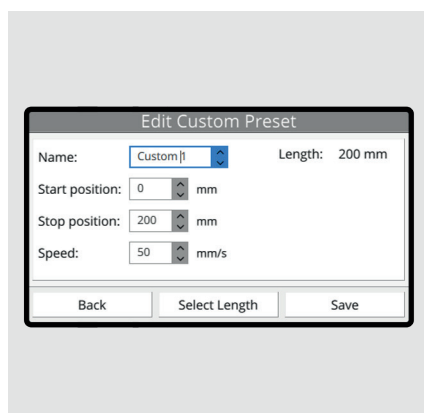 Edit Custom Preset
Name: Custom 1 Length: 200 mm
Start position: 0 mm
Stop position: 200 mm
Speed: 50 mm/s
Back Select Length Save